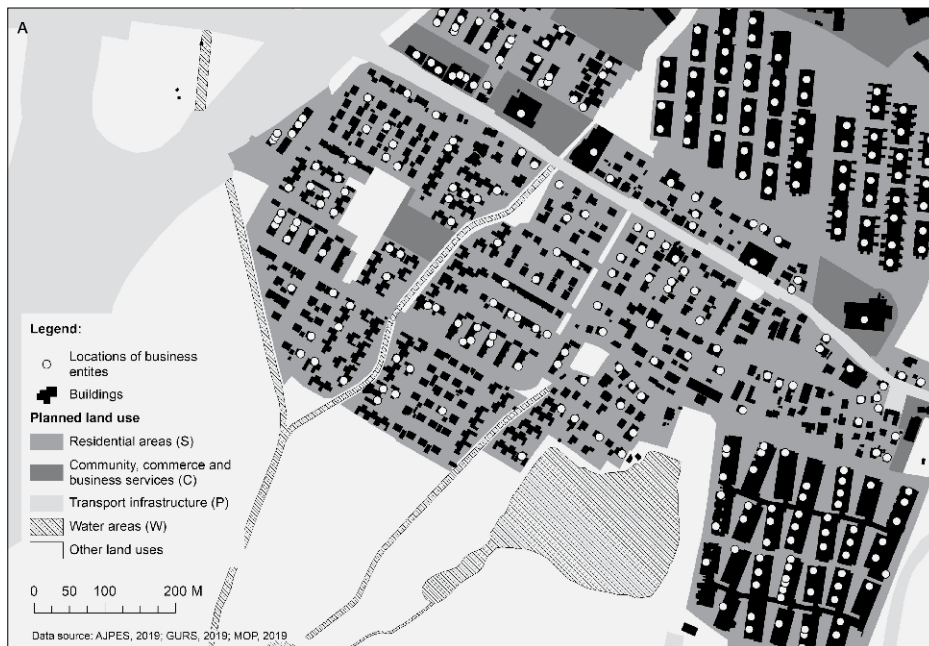 A
Legend:
Locations of business
entites
Buildings
Planned land use
Residential areas (S)
Community, commerce and
business services (C)
Transport infrastructure (P)
Water areas (W)
Other land uses
0 50 100 200 M
Data source: AJPES, 2019; GURS, 2019; MOP, 2019